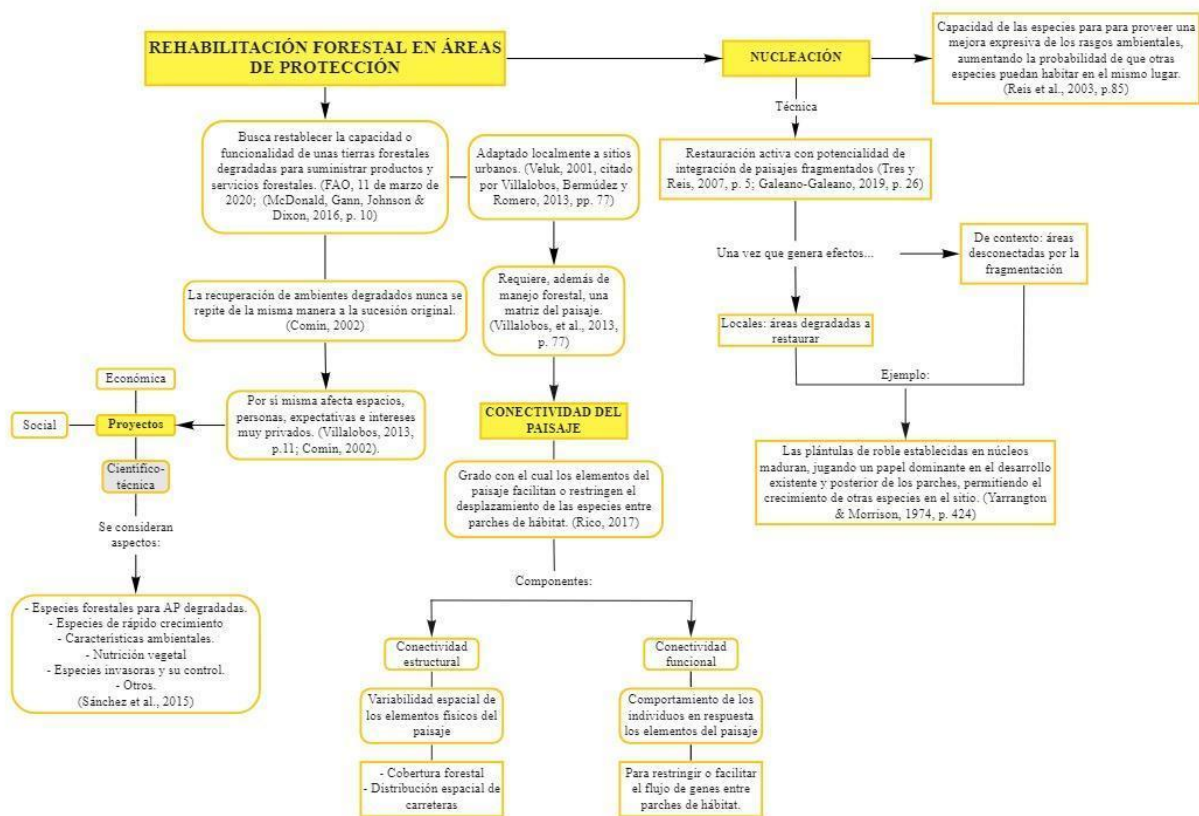 REHABILITACIÓN FORESTAL EN ÁREAS
DE PROTECCIÓN
Busca restablecer la capacidad o
funcionalidad de unas tierras forestales
degradadas para suministrar productos y
servicios forestales. (FAO, 11 de marzo de
2020; (McDonald, Gann, Johnson &
Dixon, 2016, p. 10)
La recuperación de ambientes degradados nunca se
repite de la misma manera a la sucesión original.
(Comin, 2002)
Por si misma afecta espacios,
personas, expectativas e intereses
muy privados. (Villalobos, 2013,
p.11; Comin, 2002).
Económica
Social
Proyectos
Científico-
técnica
Se consideran
aspectos:
- Especies forestales para AP degradadas.
- Especies de rápido crecimiento
- Características ambientales.
- Nutrición vegetal
- Especies invasoras y su control.
- Otros.
(Sánchez et al., 2015)
Adaptado localmente a sitios
urbanos. (Veluk, 2001, citado
por Villalobos, Bermúdez y
Romero, 2013, pp. 77)
Requiere, además de
manejo forestal, una
matriz del paisaje.
(Villalobos, et al., 2013,
p. 77)
CONECTIVIDAD DEL
PAISAJE
Grado con el cual los elementos del
paisaje facilitan o restringen el
desplazamiento de las especies entre
parches de hábitat. (Rico, 2017)
Componentes:
Conectividad
estructural
Variabilidad espacial de
los elementos físicos del
paisaje
- Cobertura forestal
- Distribución espacial de
carreteras
Conectividad
funcional
Comportamiento de los
individuos en respuesta
los elementos del paisaje
Para restringir o facilitar
el flujo de genes entre
parches de hábitat.
NUCLEACIÓN
Capacidad de las especies para para proveer una
mejora expresiva de los rasgos ambientales,
aumentando la probabilidad de que otras
especies puedan habitar en el mismo lugar.
(Reis et al., 2003, p.85)
Técnica
Restauración activa con potencialidad de
integración de paisajes fragmentados (Tres y
Reis, 2007, p. 5; Galeano-Galeano, 2019, p. 26)
Una vez que genera efectos...
De contexto: áreas
desconectadas por la
fragmentación
Locales: áreas degradadas a
restaurar
Ejemplo:
Las plántulas de roble establecidas en núcleos
maduran, jugando un papel dominante en el desarrollo
existente y posterior de los parches, permitiendo el
crecimiento de otras especies en el sitio. (Yarrangton
& Morrison, 1974, p. 424)